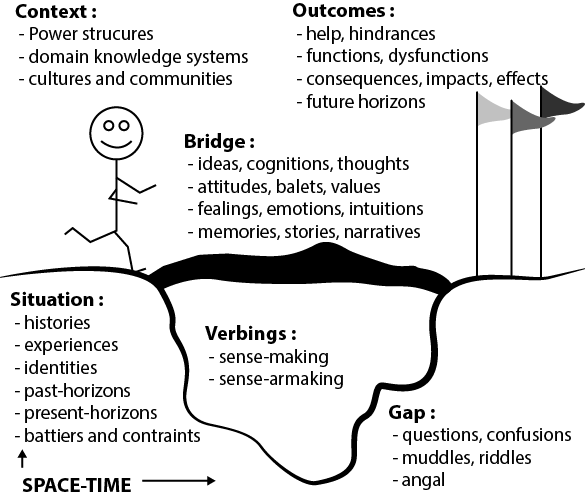 Context :
- Power strucures
- domain knowledge systems
- cultures and communities
Outcomes :
- help, hindrances
- functions, dysfunctions
- consequences, impacts, effects
- future horizons
Bridge :
- ideas, cognitions, thoughts
- attitudes, balets, values
- fealings, emotions, intuitions
- memories, stories, narratives
Situation :
- histories
- experiences
- identities
- past-horizons
- present-horizons
- battiers and contraints
Verbings :
- sense-making
- sense-armaking
Gap :
- questions, confusions
- muddles, riddles
- angal
SPACE-TIME